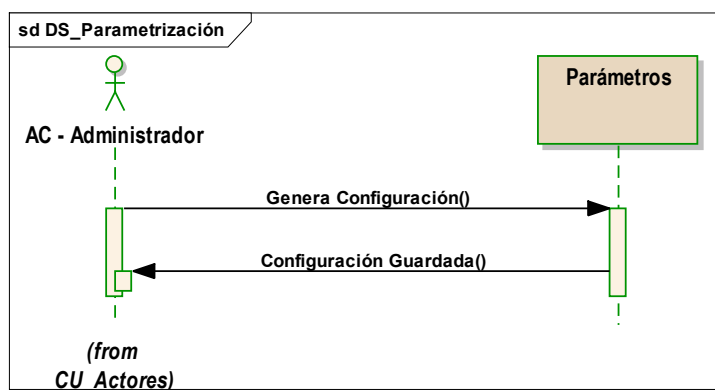 sd DS_Parametrización
AC - Administrador
Parámetros
Genera Configuración()
Configuración Guardada()
(from
CU_Actores)